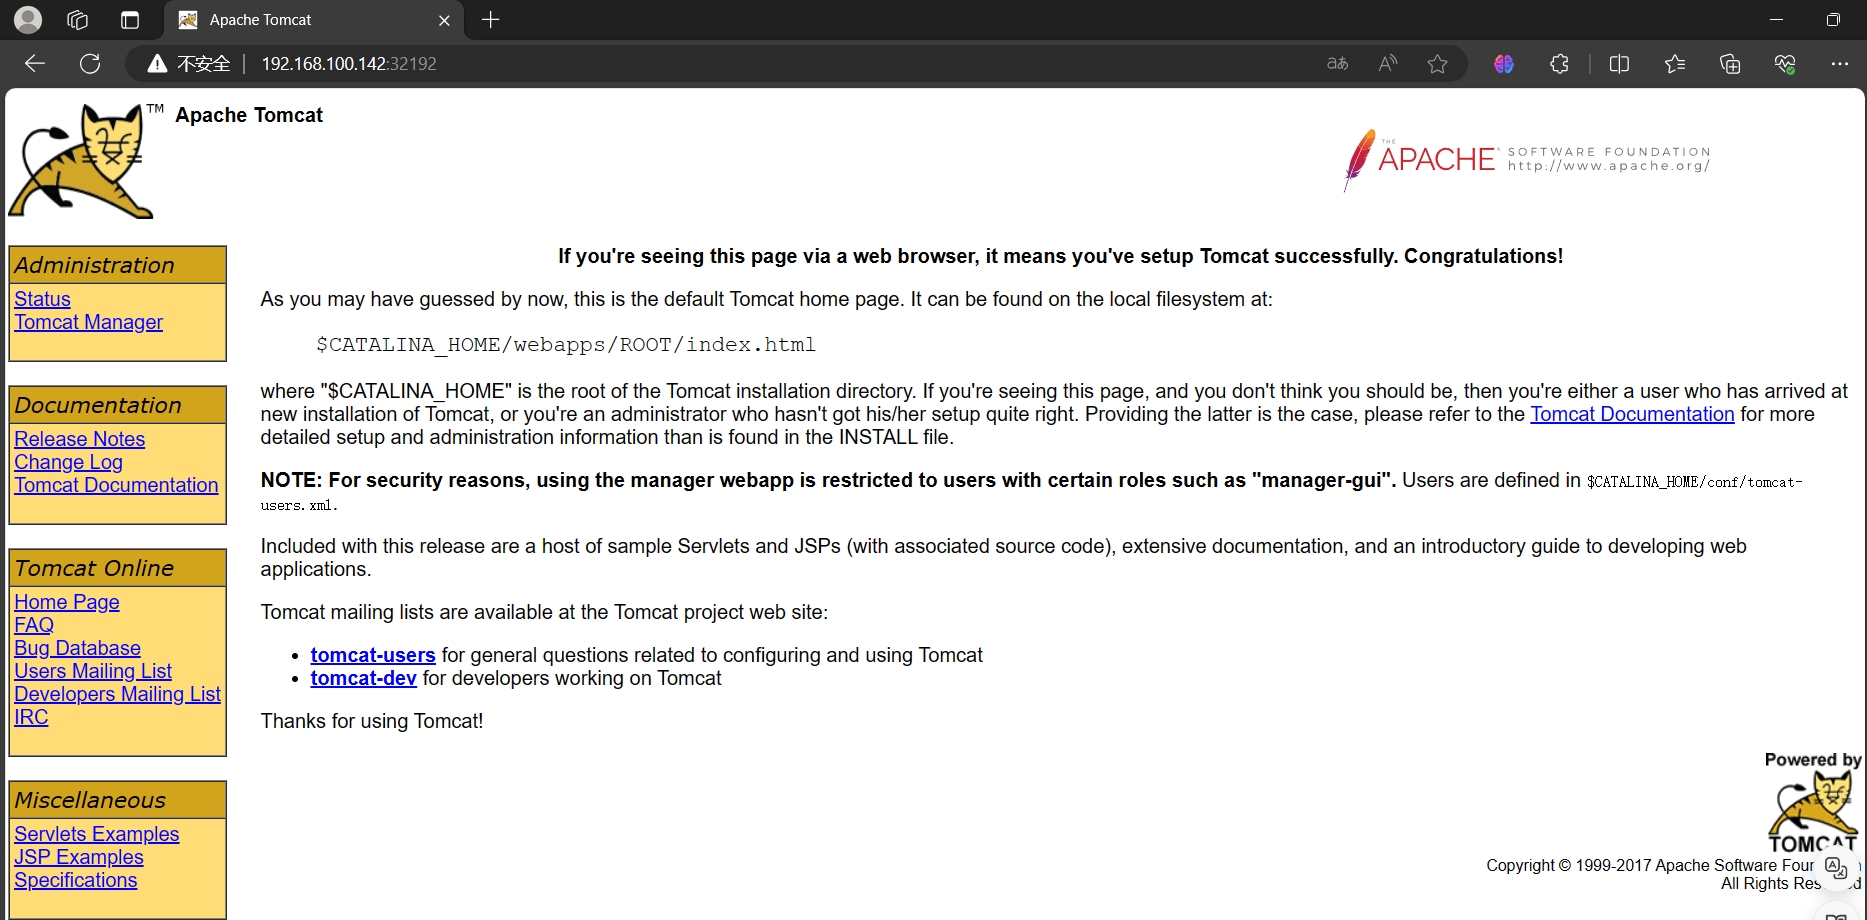 Apache Tomcat
不安全 | 192.168.100.142:32192
aあ
TM
Apache Tomcat
THE
APACHE® SOFTWARE FOUNDATION
http://www.apache.org/
Administration
Status
Tomcat Manager
Documentation
Release Notes
Change Log
Tomcat Documentation
Tomcat Online
Home Page
FAQ
Bug Database
Users Mailing List
Developers Mailing List
IRC
Miscellaneous
Servlets Examples
JSP Examples
Specifications
If you're seeing this page via a web browser, it means you've setup Tomcat successfully. Congratulations!
As you may have guessed by now, this is the default Tomcat home page. It can be found on the local filesystem at:
$CATALINA_HOME/webapps/ROOT/index.html
where "$CATALINA_HOME" is the root of the Tomcat installation directory. If you're seeing this page, and you don't think you should be, then you're either a user who has arrived at
new installation of Tomcat, or you're an administrator who hasn't got his/her setup quite right. Providing the latter is the case, please refer to the Tomcat Documentation for more
detailed setup and administration information than is found in the INSTALL file.
NOTE: For security reasons, using the manager webapp is restricted to users with certain roles such as "manager-gui". Users are defined in $CATALINA_HOME/conf/tomcat-
users.xml.
Included with this release are a host of sample Servlets and JSPs (with associated source code), extensive documentation, and an introductory guide to developing web
applications.
Tomcat mailing lists are available at the Tomcat project web site:
• tomcat-users for general questions related to configuring and using Tomcat
• tomcat-dev for developers working on Tomcat
Thanks for using Tomcat!
Powered by
TOMCAT
Copyright © 1999-2017 Apache Software Foun
All Rights Res